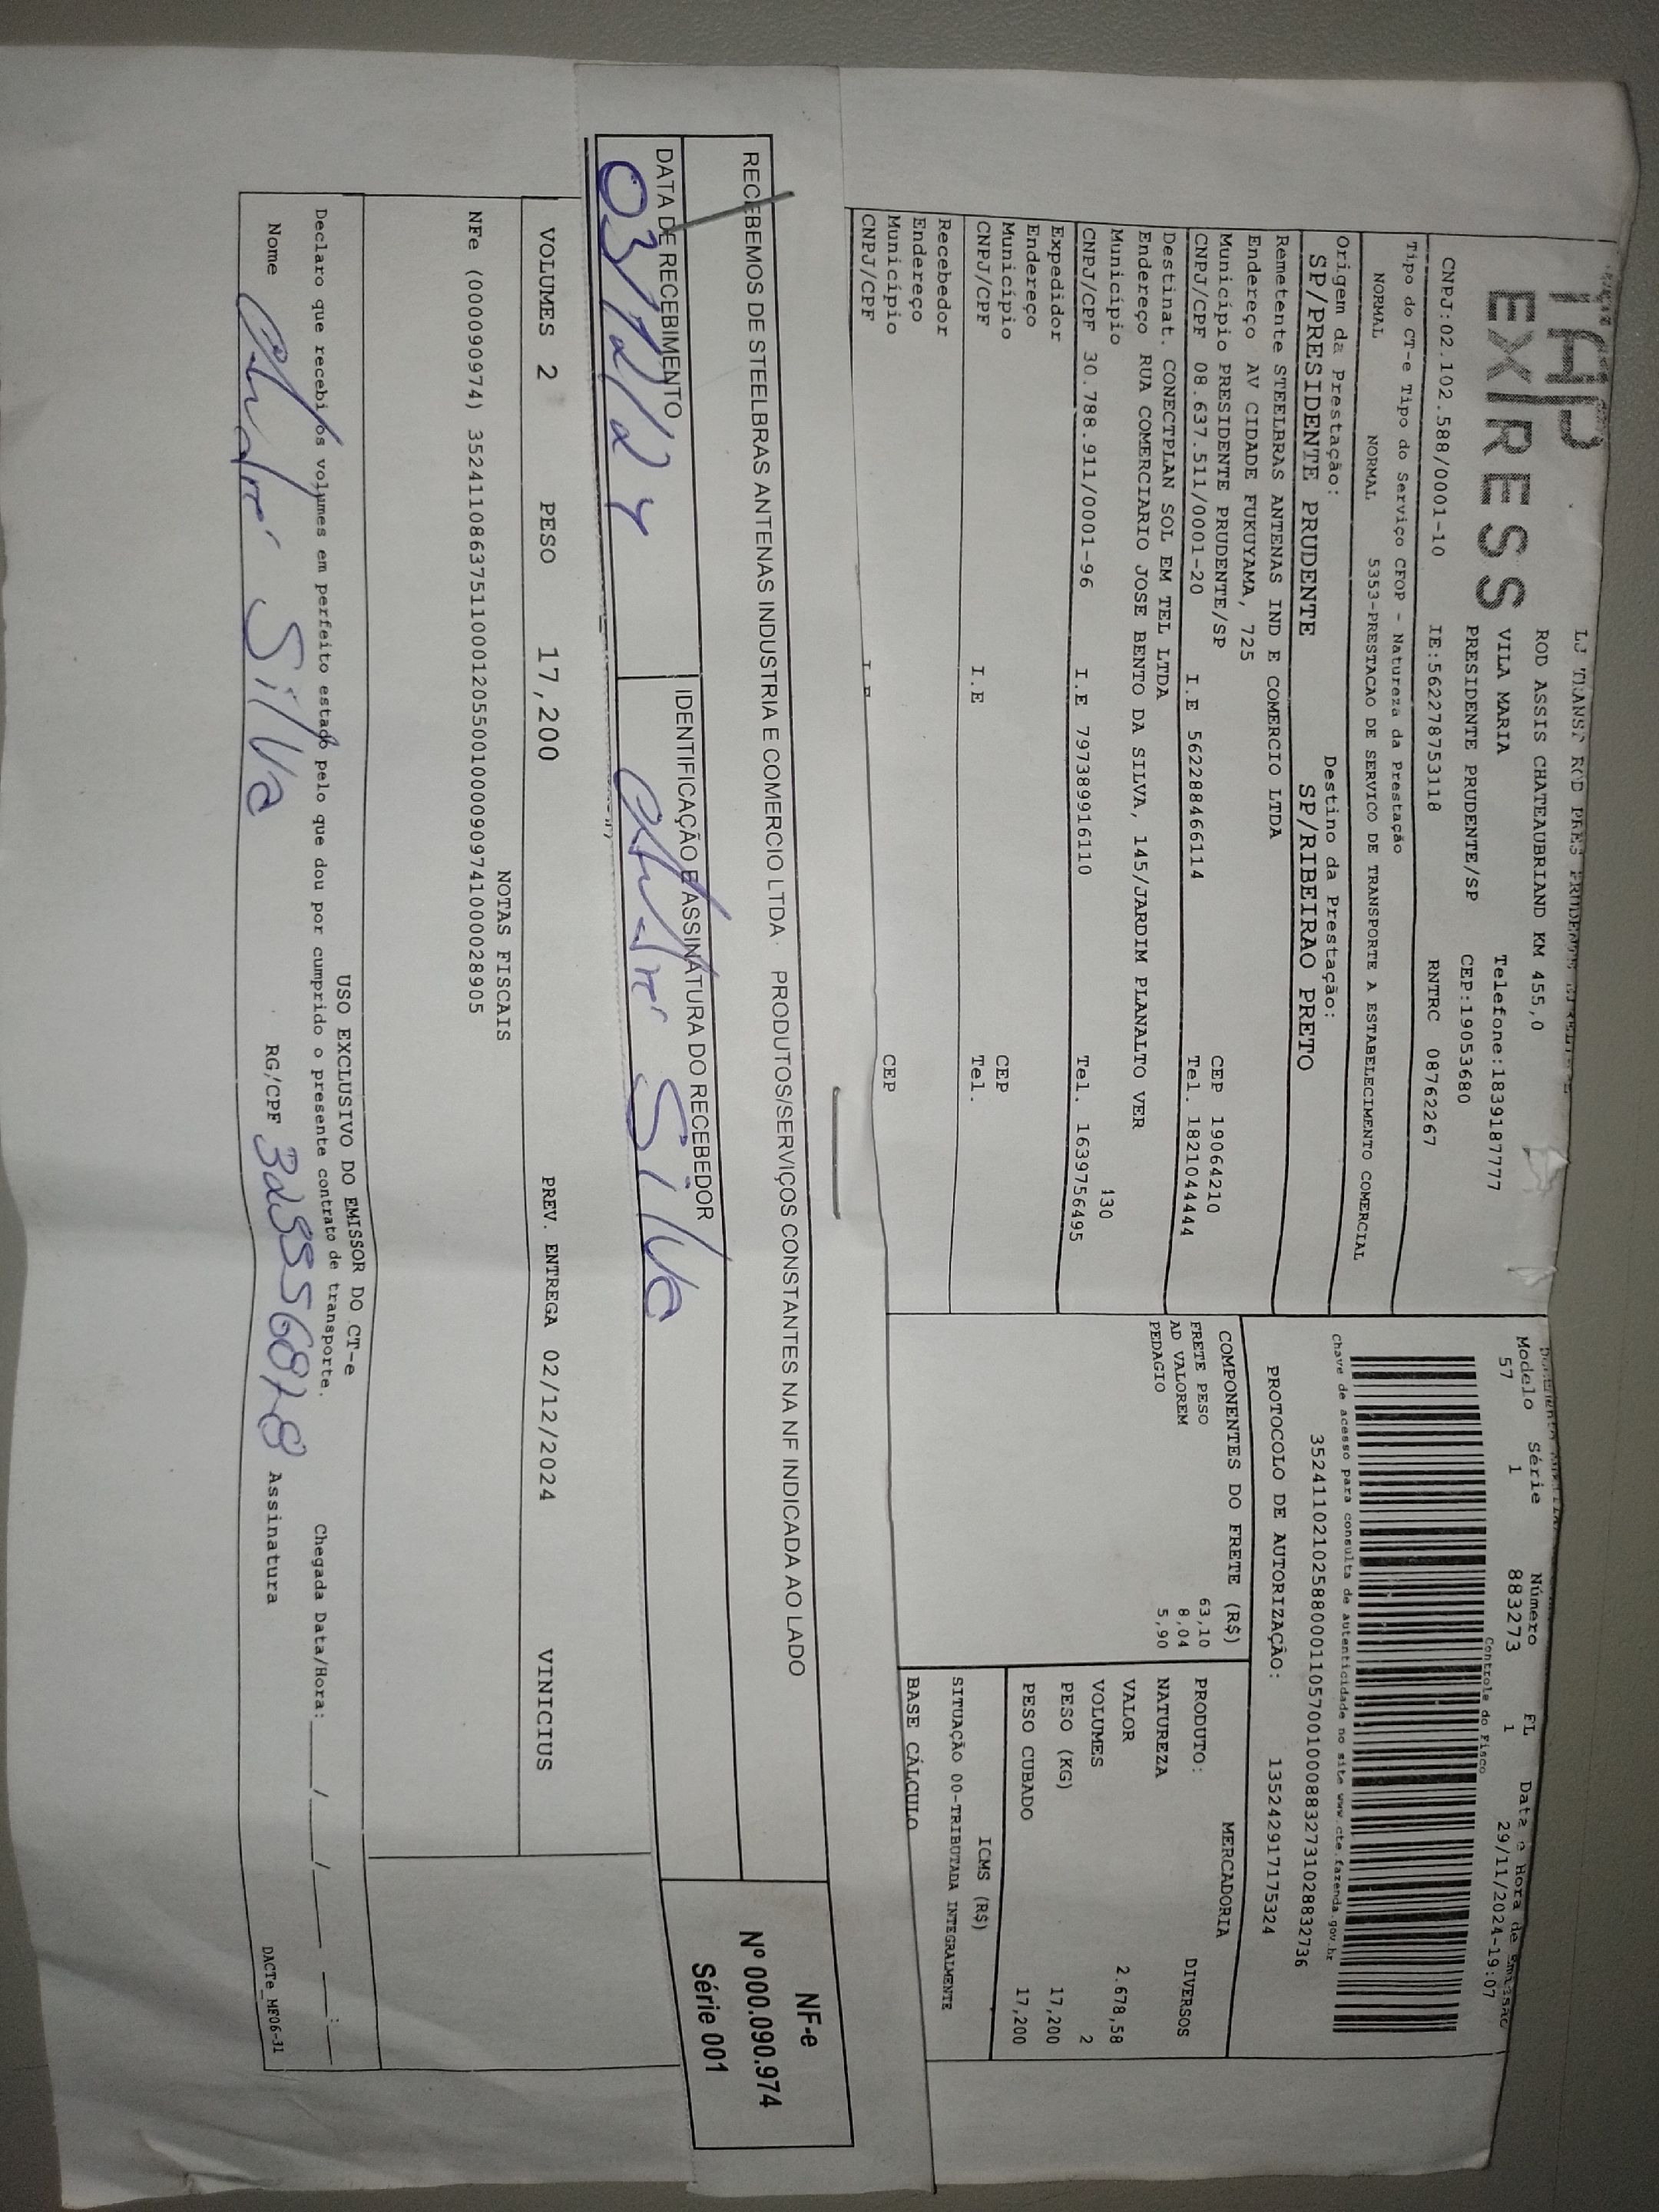 TAP
EXPRESS
LJ TRANSP ROD PRES PRUDENTE
ROD ASSIS CHATEAUBRIAND KM 455,0
VILA MARIA Telefone:1839187777
PRESIDENTE PRUDENTE/SP CEP:19053680
CNPJ:02.102.588/0001-10 IE:562278753118 RNTRC 08762267
Modelo Série Número FL Data e Hora de Emissão
57 1 883273 1 29/11/2024-19:07
Controle do Fisco
Tipo do CT-e Tipo do Serviço CFOP - Natureza da Prestação
NORMAL NORMAL 5353-PRESTACAO DE SERVICO DE TRANSPORTE A ESTABELECIMENTO COMERCIAL
chave de acesso para consulta de autenticidade no site www.cte.fazenda.gov.br
35241102102588000110570010008832731028832736
Origem da Prestação: Destino da Prestação:
SP/PRESIDENTE PRUDENTE SP/RIBEIRAO PRETO
PROTOCOLO DE AUTORIZAÇÃO: 135242917175324
Remetente STEELBRAS ANTENAS IND E COMERCIO LTDA
Endereço AV CIDADE FUKUYAMA, 725
Município PRESIDENTE PRUDENTE/SP CEP 19064210
CNPJ/CPF 08.637.511/0001-20 I.E 562288466114 Tel. 1821044444
Destinat. CONECTPLAN SOL EM TEL LTDA
Endereço RUA COMERCIARIO JOSE BENTO DA SILVA, 145/JARDIM PLANALTO VER
Município 130
CNPJ/CPF 30.788.911/0001-96 I.E 797389916110 Tel. 1639756495
Expedidor
Endereço
Município CEP
CNPJ/CPF I.E Tel.
Recebedor
Endereço
Município CEP
CNPJ/CPF
COMPONENTES DO FRETE (R$)
FRETE PESO 63,10
AD VALOREM 8,04
PEDAGIO 5,90
MERCADORIA
PRODUTO: DIVERSOS
NATUREZA
VALOR 2.678,58
VOLUMES 2
PESO (KG) 17,200
PESO CUBADO 17,200
ICMS (R$)
SITUAÇÃO 00-TRIBUTADA INTEGRALMENTE
BASE CÁLCULO
RECEBEMOS DE STEELBRAS ANTENAS INDUSTRIA E COMERCIO LTDA PRODUTOS/SERVIÇOS CONSTANTES NA NF INDICADA AO LADO
DATA DE RECEBIMENTO IDENTIFICAÇÃO E ASSINATURA DO RECEBEDOR
03/12/24 André Silva
NF-e
Nº 000.090.974
Série 001
VOLUMES 2 PESO 17,200 PREV. ENTREGA 02/12/2024 VINICIUS
NOTAS FISCAIS
NFe (000090974) 35241108637511000120550010000909741000028905
USO EXCLUSIVO DO EMISSOR DO CT-e
Declaro que recebi os volumes em perfeito estado pelo que dou por cumprido o presente contrato de transporte. Chegada Data/Hora:____/____/____ ____:____
Nome André Silva RG/CPF Assinatura
DACTe_MF06-31